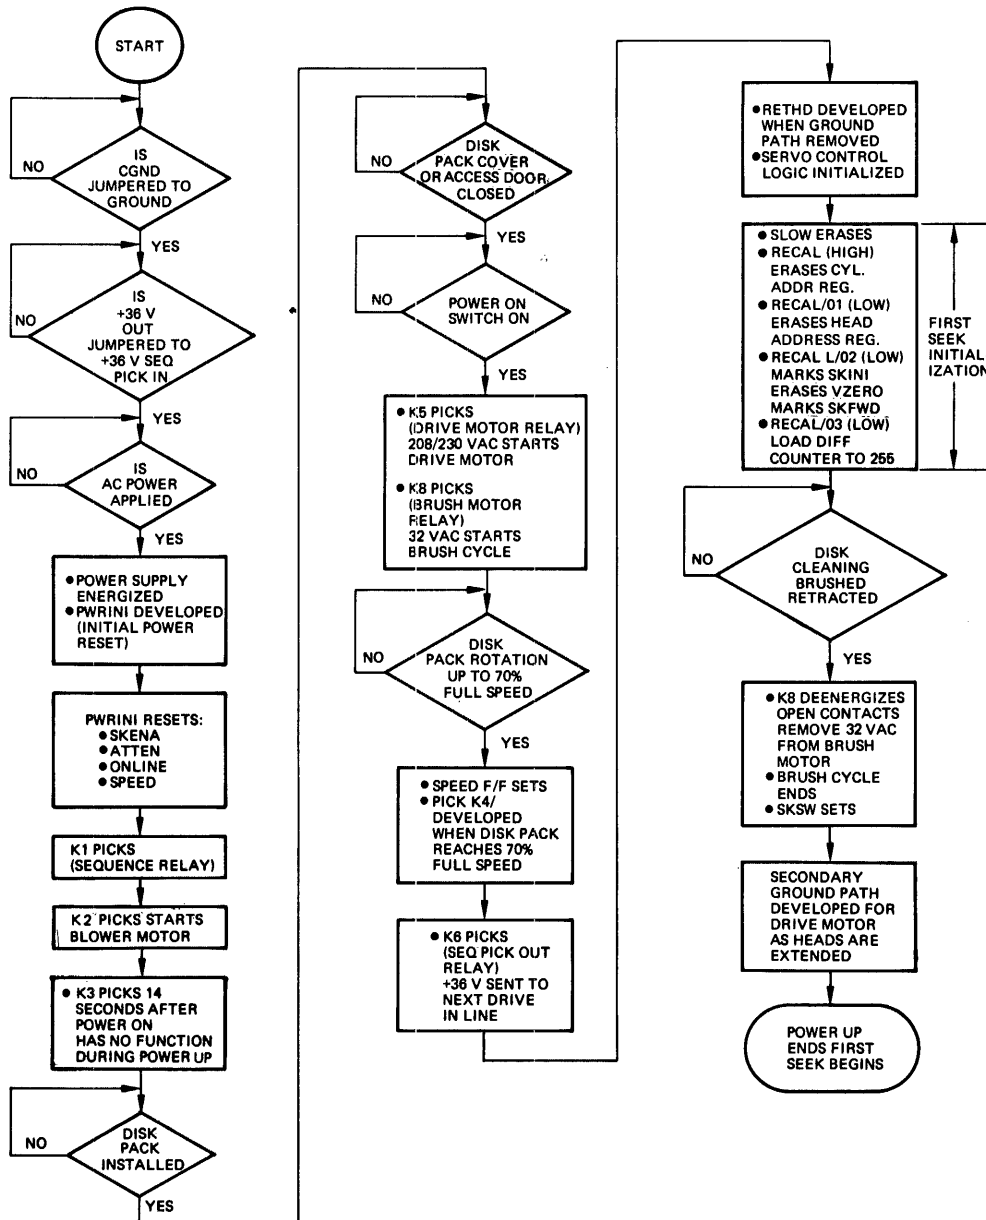 START
IS
CGND
JUMPERED TO
GROUND
NO
YES
IS
+36 V
OUT
JUMPERED TO
+36 V SEQ
PICK IN
NO
YES
IS
AC POWER
APPLIED
NO
YES
● POWER SUPPLY
ENERGIZED
● PWRINI DEVELOPED
(INITIAL POWER
RESET)
PWRINI RESETS:
● SKENA
● ATTEN
● ONLINE
● SPEED
K1 PICKS
(SEQUENCE RELAY)
K2 PICKS STARTS
BLOWER MOTOR
● K3 PICKS 14
SECONDS AFTER
POWER ON
HAS NO FUNCTION
DURING POWER UP
DISK
PACK
INSTALLED
NO
YES
DISK
PACK COVER
OR ACCESS DOOR
CLOSED
NO
YES
POWER ON
SWITCH ON
NO
YES
● K5 PICKS
(DRIVE MOTOR RELAY)
208/230 VAC STARTS
DRIVE MOTOR
● K8 PICKS
(BRUSH MOTOR
RELAY)
32 VAC STARTS
BRUSH CYCLE
DISK
PACK ROTATION
UP TO 70%
FULL SPEED
NO
YES
● SPEED F/F SETS
● PICK K4/
DEVELOPED
WHEN DISK PACK
REACHES 70%
FULL SPEED
● K6 PICKS
(SEQ PICK OUT
RELAY)
+36 V SENT TO
NEXT DRIVE
IN LINE
● RETHD DEVELOPED
WHEN GROUND
PATH REMOVED
● SERVO CONTROL
LOGIC INITIALIZED
● SLOW ERASES
● RECAL (HIGH)
ERASES CYL.
ADDR REG.
● RECAL/01 (LOW)
ERASES HEAD
ADDRESS REG.
● RECAL L/02 (LOW)
MARKS SKINI
ERASES VZERO
MARKS SKFWD
● RECAL/03 (LOW)
LOAD DIFF
COUNTER TO 255
FIRST
SEEK
INITIAL
IZATION
DISK
CLEANING
BRUSHED
RETRACTED
NO
YES
● K8 DEENERGIZES
OPEN CONTACTS
REMOVE 32 VAC
FROM BRUSH
MOTOR
● BRUSH CYCLE
ENDS
● SKSW SETS
SECONDARY
GROUND PATH
DEVELOPED FOR
DRIVE MOTOR
AS HEADS ARE
EXTENDED
POWER UP
ENDS FIRST
SEEK BEGINS